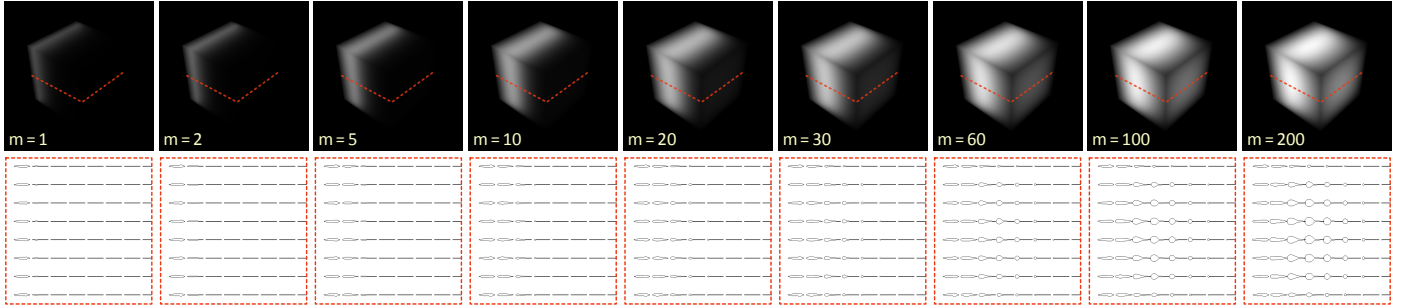 m = 1
m = 2
m = 5
m = 10
m = 20
m = 30
m = 60
m = 100
m = 200